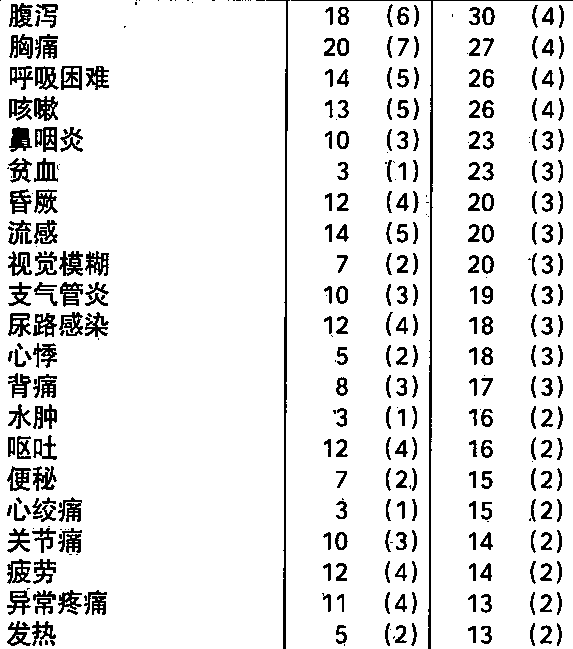 腹泻 18 (6) 30 (4)
胸痛 20 (7) 27 (4)
呼吸困难 14 (5) 26 (4)
咳嗽 13 (5) 26 (4)
鼻咽炎 10 (3) 23 (3)
贫血 3 (1) 23 (3)
昏厥 12 (4) 20 (3)
流感 14 (5) 20 (3)
视觉模糊 7 (2) 20 (3)
支气管炎 10 (3) 19 (3)
尿路感染 12 (4) 18 (3)
心悸 5 (2) 18 (3)
背痛 8 (3) 17 (3)
水肿 3 (1) 16 (2)
呕吐 12 (4) 16 (2)
便秘 7 (2) 15 (2)
心绞痛 3 (1) 15 (2)
关节痛 10 (3) 14 (2)
疲劳 12 (4) 14 (2)
异常疼痛 11 (4) 13 (2)
发热 5 (2) 13 (2)